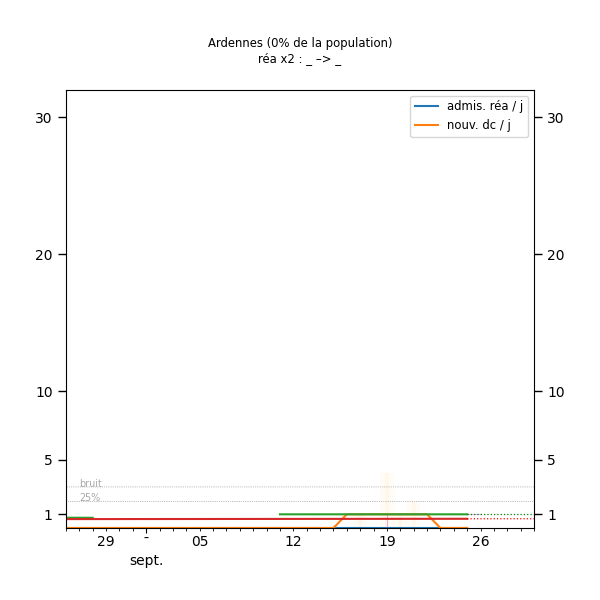 Ardennes (0% de la population)
réa x2 : _ –> _
admis. réa / j
nouv. dc / j
30
30
20
20
10
10
5
5
bruit
25%
1
1
29
-
05
12
19
26
sept.